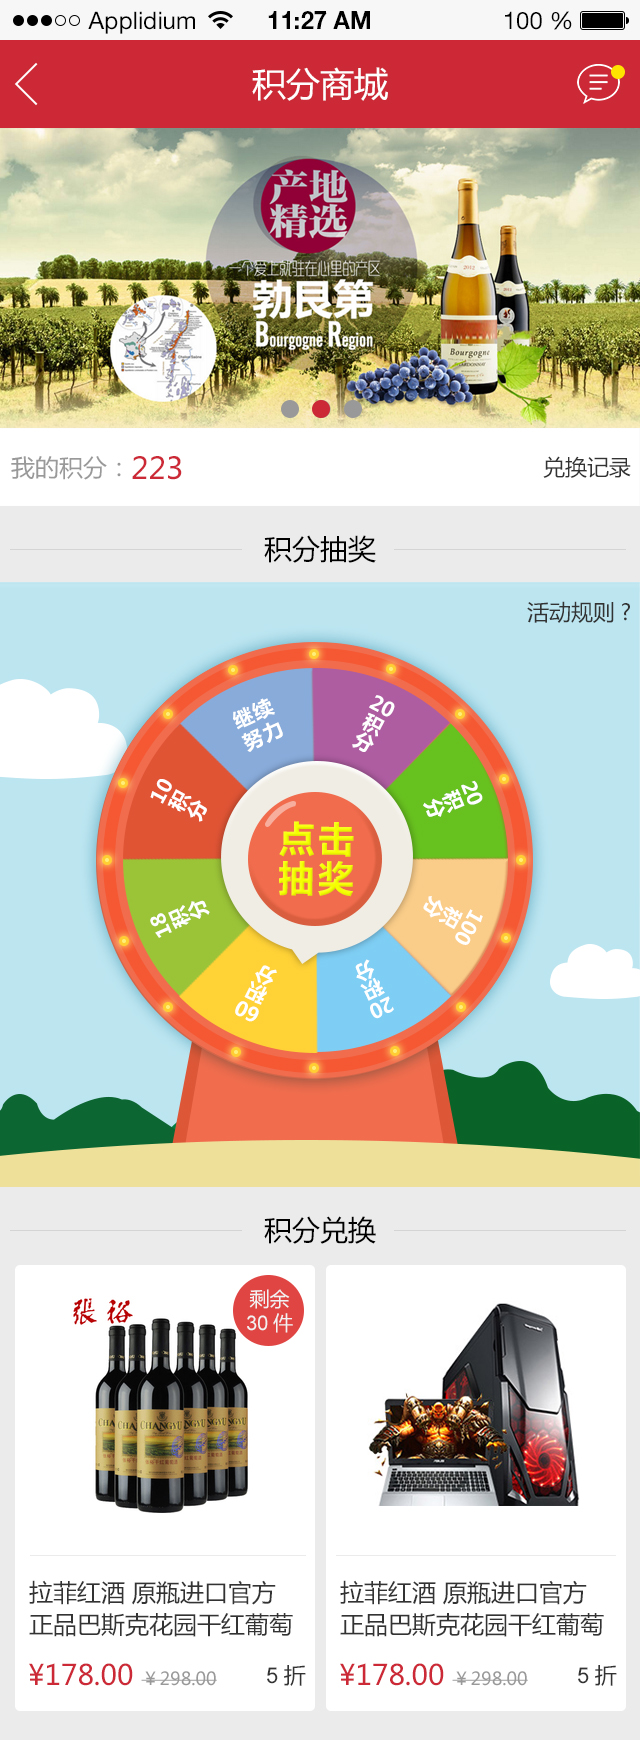 Applidium 11:27 AM 100 %
积分商城
产地
精选
一个爱上就驻在心里的产区
勃艮第
Bourgogne Region
Bourgogne
我的积分：223
兑换记录
积分抽奖
活动规则？
继续
努力
20
积分
20
积分
100
积分
20
积分
60
积分
18
积分
10
积分
点击
抽奖
积分兑换
張裕
剩余
30 件
CHANGYU
拉菲红酒 原瓶进口官方
正品巴斯克花园干红葡萄
¥178.00 ¥298.00 5 折
拉菲红酒 原瓶进口官方
正品巴斯克花园干红葡萄
¥178.00 ¥298.00 5 折